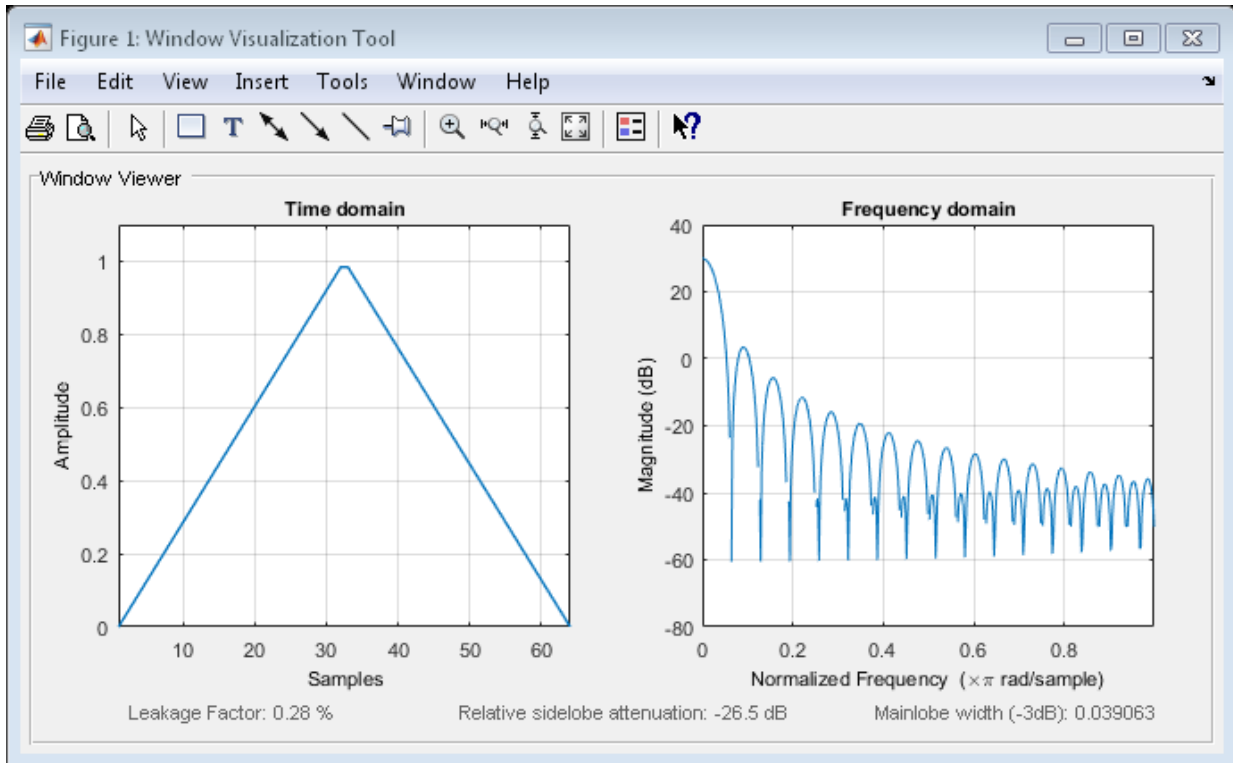 Figure 1: Window Visualization Tool
File Edit View Insert Tools Window Help
T
?
Window Viewer
Time domain
1
0.8
0.6
0.4
0.2
0
Amplitude
10 20 30 40 50 60
Samples
Frequency domain
40
20
0
-20
-40
-60
-80
Magnitude (dB)
0 0.2 0.4 0.6 0.8
Normalized Frequency (×π rad/sample)
Leakage Factor: 0.28 %
Relative sidelobe attenuation: -26.5 dB
Mainlobe width (-3dB): 0.039063